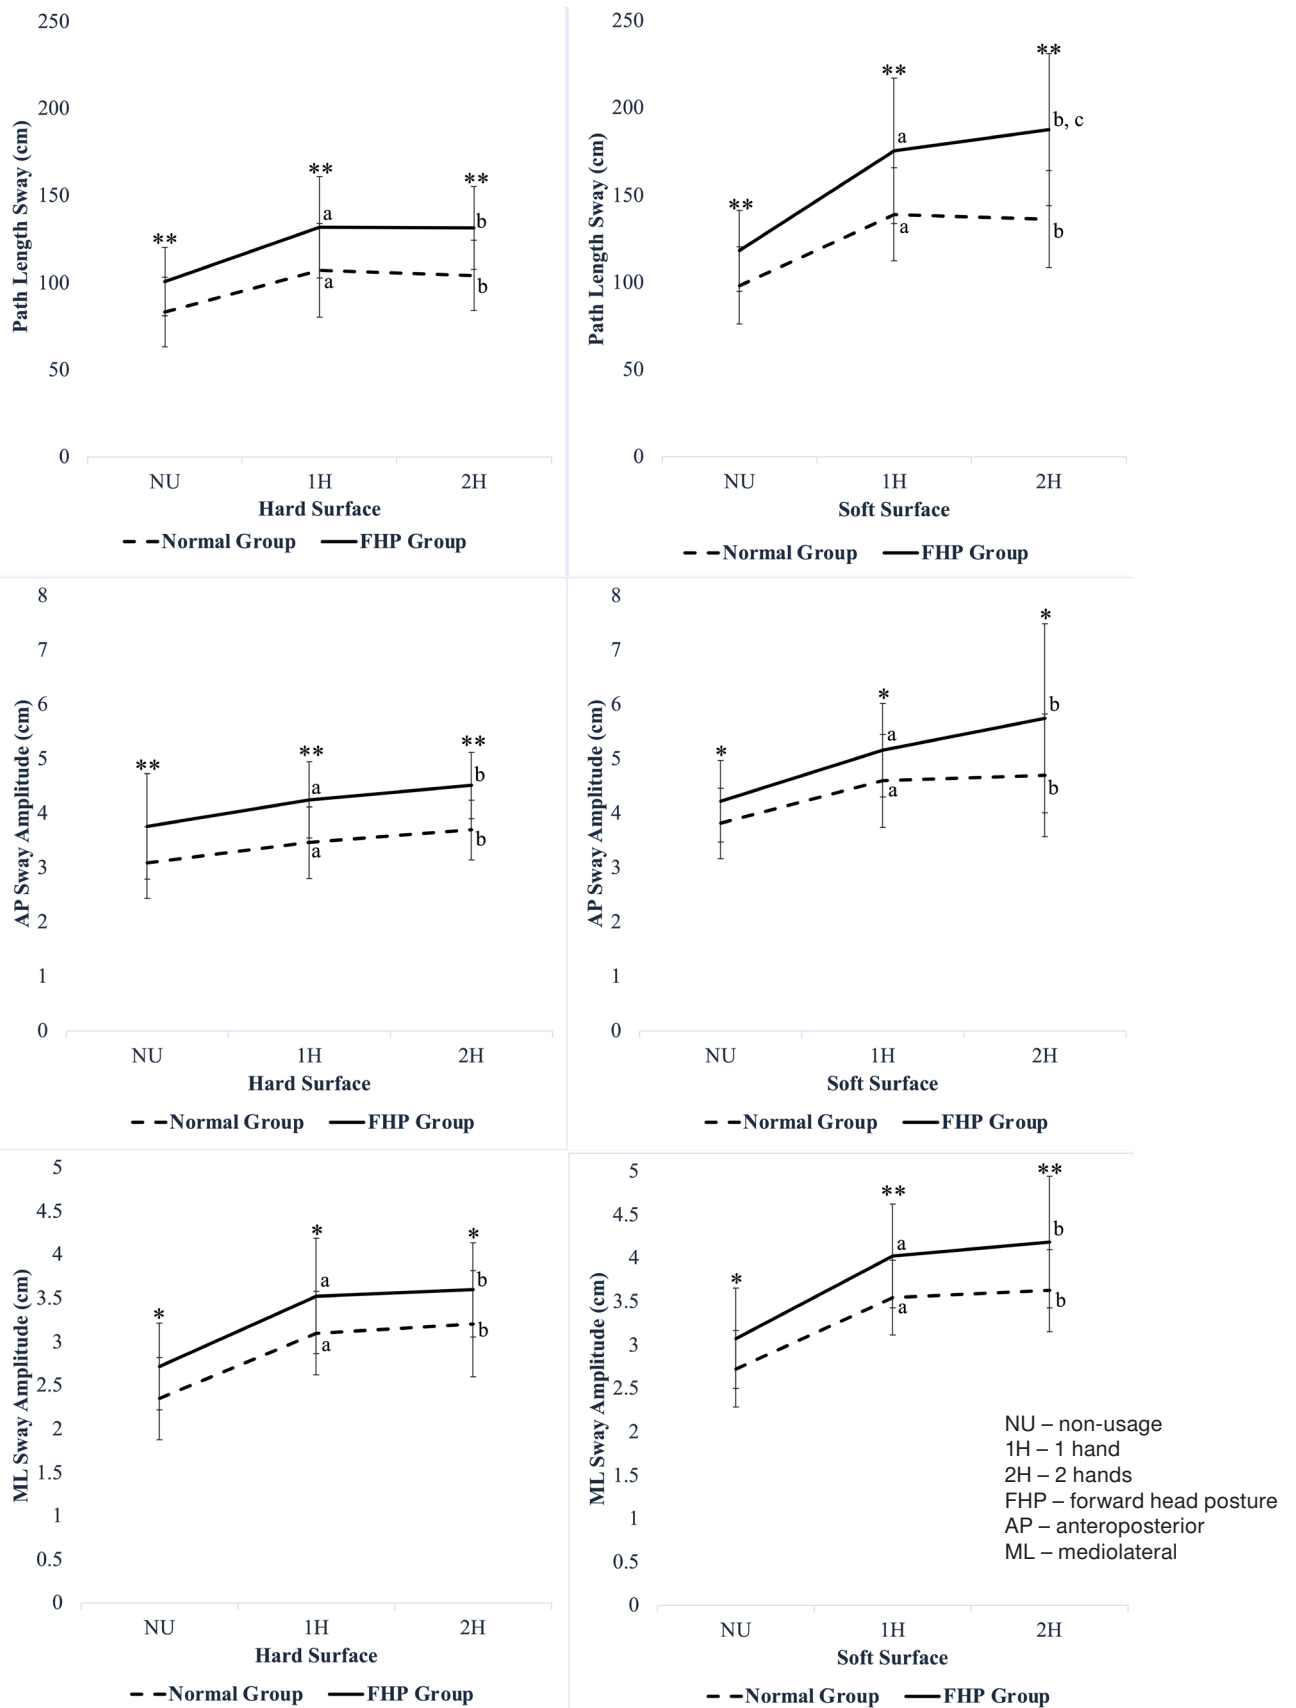 250
200
150
100
50
0
Path Length Sway (cm)
**
**
**
a
a
b
b
NU 1H 2H
Hard Surface
Normal Group FHP Group
250
200
150
100
50
0
Path Length Sway (cm)
**
**
**
a
a
b, c
b
NU 1H 2H
Soft Surface
Normal Group FHP Group
8
7
6
5
4
3
2
1
0
AP Sway Amplitude (cm)
**
**
**
a
a
b
b
NU 1H 2H
Hard Surface
Normal Group FHP Group
8
7
6
5
4
3
2
1
0
AP Sway Amplitude (cm)
*
*
*
a
a
b
b
NU 1H 2H
Soft Surface
Normal Group FHP Group
5
4.5
4
3.5
3
2.5
2
1.5
1
0.5
0
ML Sway Amplitude (cm)
*
*
*
a
a
b
b
NU 1H 2H
Hard Surface
Normal Group FHP Group
5
4.5
4
3.5
3
2.5
2
1.5
1
0.5
0
ML Sway Amplitude (cm)
*
**
**
a
a
b
b
NU 1H 2H
Soft Surface
Normal Group FHP Group
NU – non-usage
1H – 1 hand
2H – 2 hands
FHP – forward head posture
AP – anteroposterior
ML – mediolateral